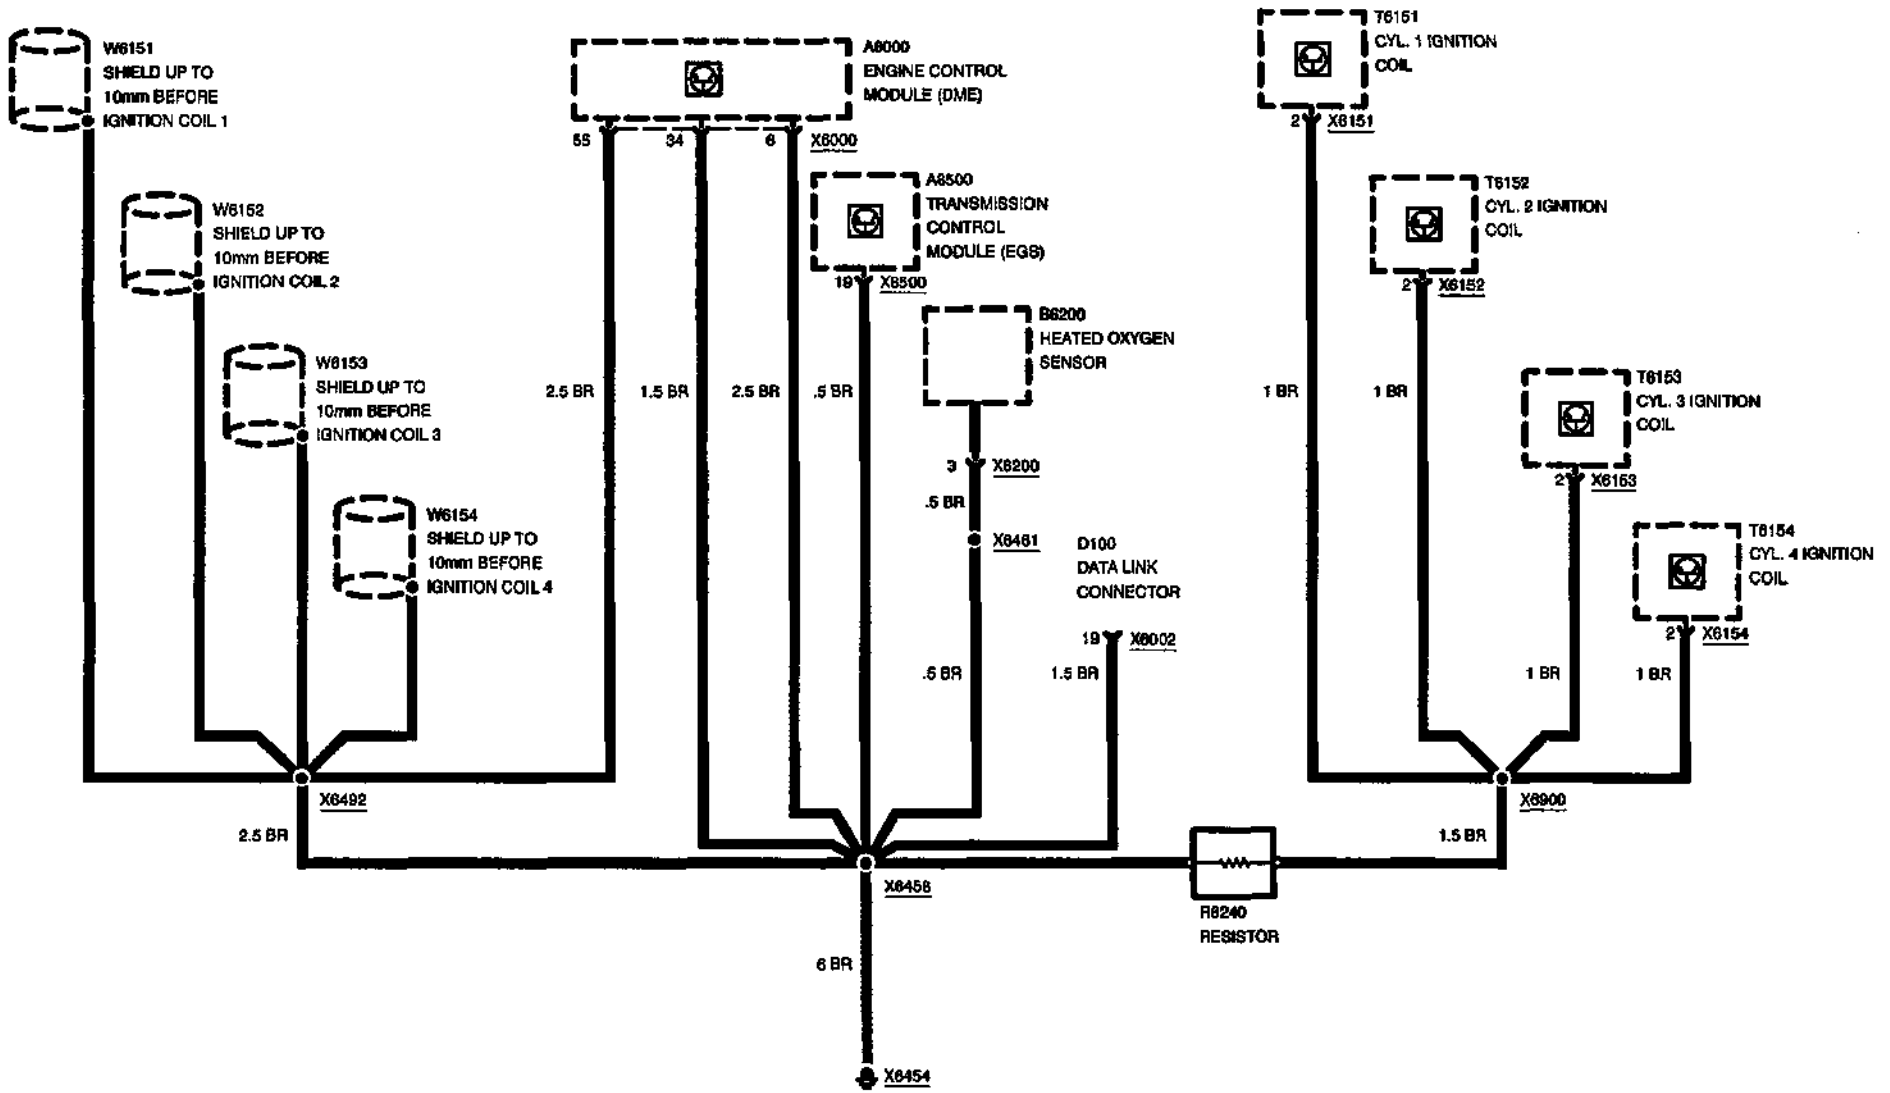 W6151
SHIELD UP TO
10mm BEFORE
IGNITION COIL 1
W6152
SHIELD UP TO
10mm BEFORE
IGNITION COIL 2
W6153
SHIELD UP TO
10mm BEFORE
IGNITION COIL 3
W6154
SHIELD UP TO
10mm BEFORE
IGNITION COIL 4
A6000
ENGINE CONTROL
MODULE (DME)
55
34
6
X6000
A8500
TRANSMISSION
CONTROL
MODULE (EGS)
19
X8500
B6200
HEATED OXYGEN
SENSOR
2.5 BR
1.5 BR
2.5 BR
.5 BR
3
X6200
.5 BR
X6461
D100
DATA LINK
CONNECTOR
19
X6002
.5 BR
1.5 BR
T6151
CYL. 1 IGNITION
COIL
2
X6151
T6152
CYL. 2 IGNITION
COIL
2
X6152
1 BR
1 BR
T6153
CYL. 3 IGNITION
COIL
2
X6153
T6154
CYL. 4 IGNITION
COIL
2
X6154
1 BR
1 BR
X6492
2.5 BR
X6900
1.5 BR
X6458
R6240
RESISTOR
6 BR
X6454